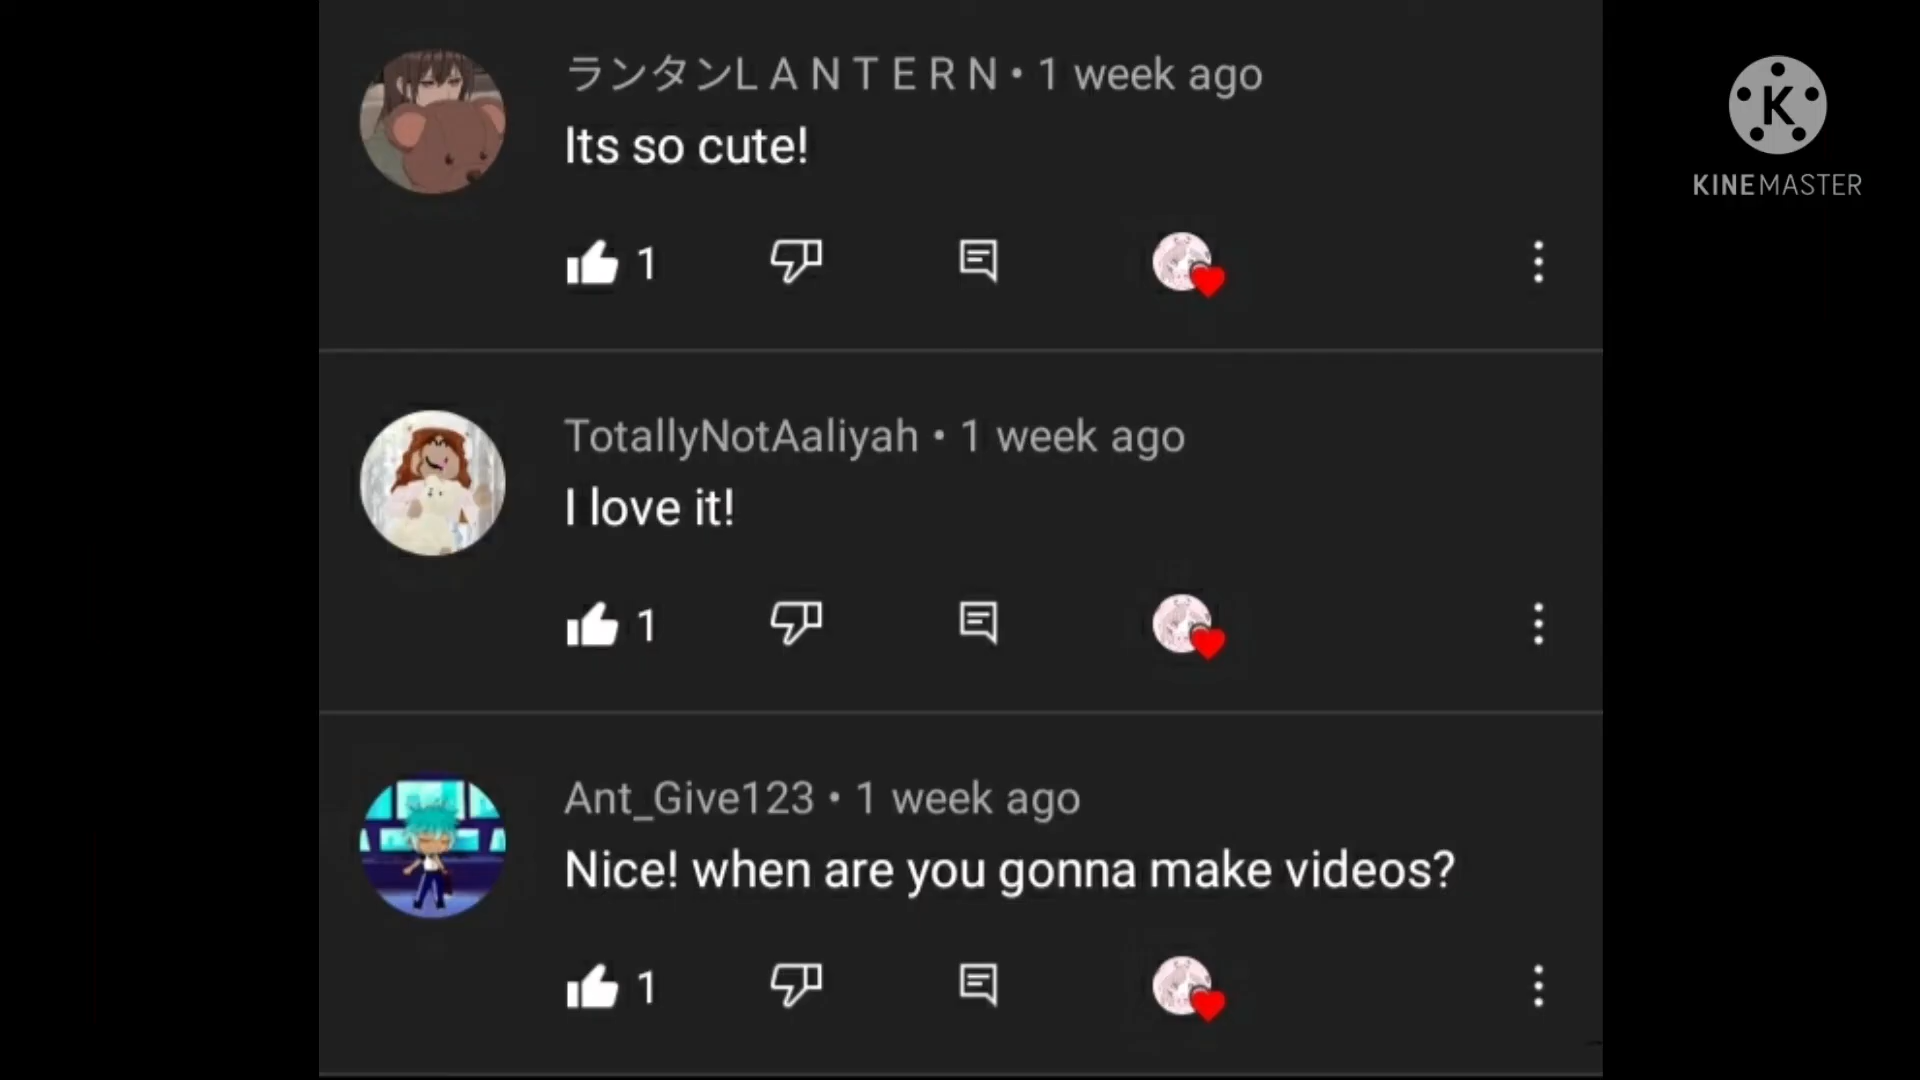 ランタンL A N T E R N • 1 week ago
Its so cute!
1
TotallyNotAaliyah • 1 week ago
I love it!
1
Ant_Give123 • 1 week ago
Nice! when are you gonna make videos?
1
K
KINEMASTER